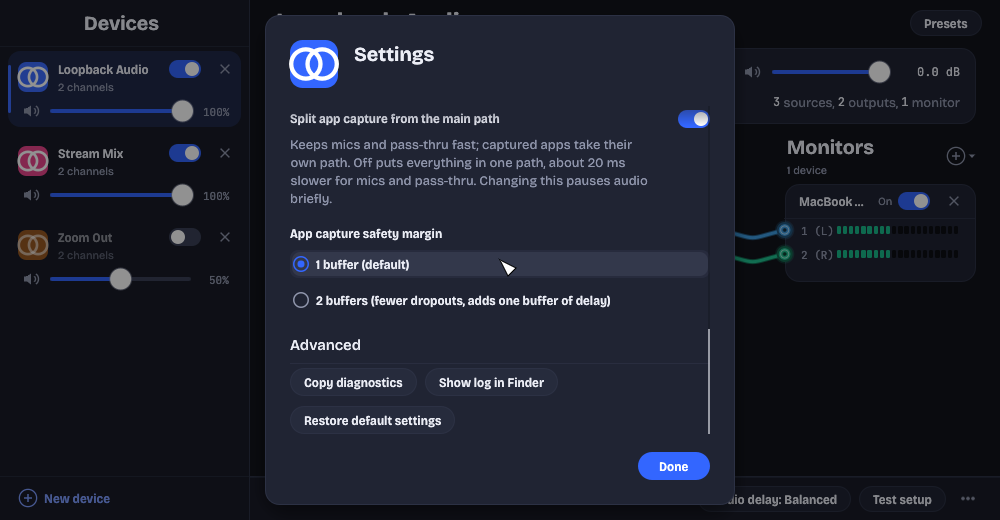 Devices
Presets
Loopback Audio
2 channels
100%
Stream Mix
2 channels
100%
Zoom Out
2 channels
50%
New device
Settings
Split app capture from the main path
Keeps mics and pass-thru fast; captured apps take their
own path. Off puts everything in one path, about 20 ms
slower for mics and pass-thru. Changing this pauses audio
briefly.
App capture safety margin
1 buffer (default)
2 buffers (fewer dropouts, adds one buffer of delay)
Advanced
Copy diagnostics
Show log in Finder
Restore default settings
Done
0.0 dB
3 sources, 2 outputs, 1 monitor
Monitors
1 device
MacBook ...
On
1 (L)
2 (R)
delay: Balanced
Test setup